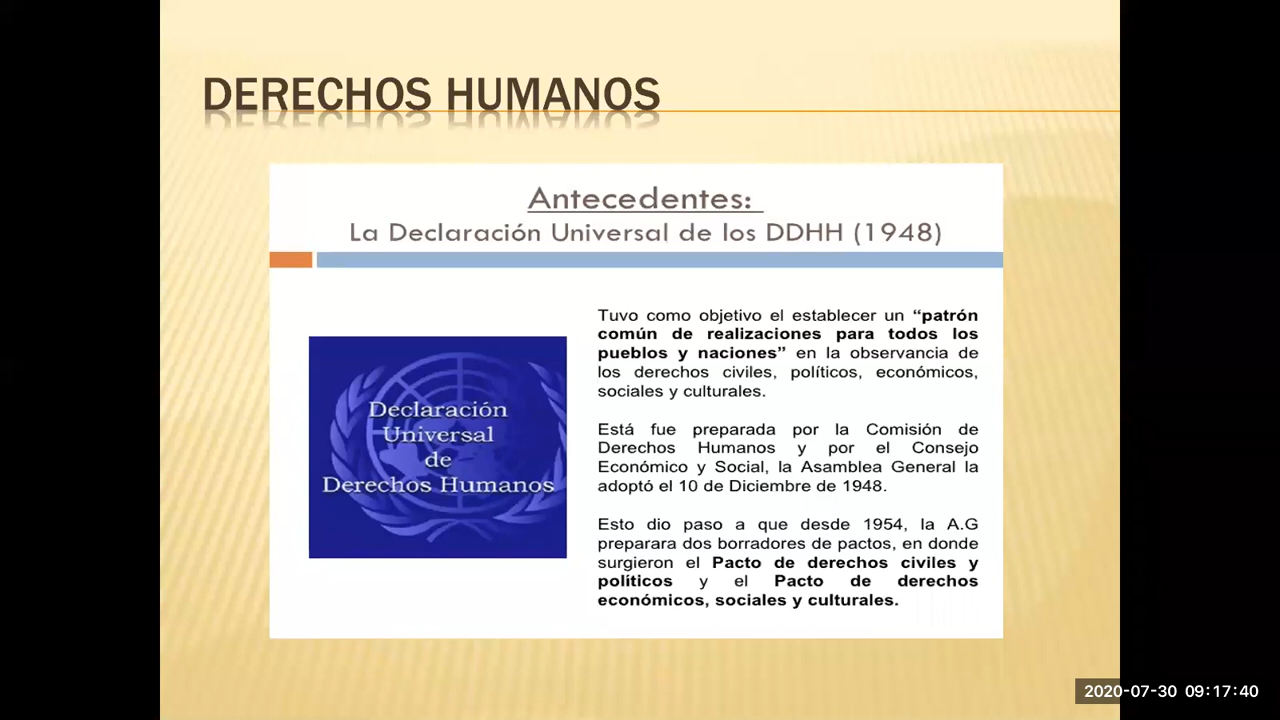 DERECHOS HUMANOS
Antecedentes:
La Declaración Universal de los DDHH (1948)
Declaración
Universal
de
Derechos Humanos
Tuvo como objetivo el establecer un “patrón
común de realizaciones para todos los
pueblos y naciones” en la observancia de
los derechos civiles, políticos, económicos,
sociales y culturales.
Está fue preparada por la Comisión de
Derechos Humanos y por el Consejo
Económico y Social, la Asamblea General la
adoptó el 10 de Diciembre de 1948.
Esto dio paso a que desde 1954, la A.G
preparara dos borradores de pactos, en donde
surgieron el Pacto de derechos civiles y
políticos y el Pacto de derechos
económicos, sociales y culturales.
2020-07-30 09:17:40